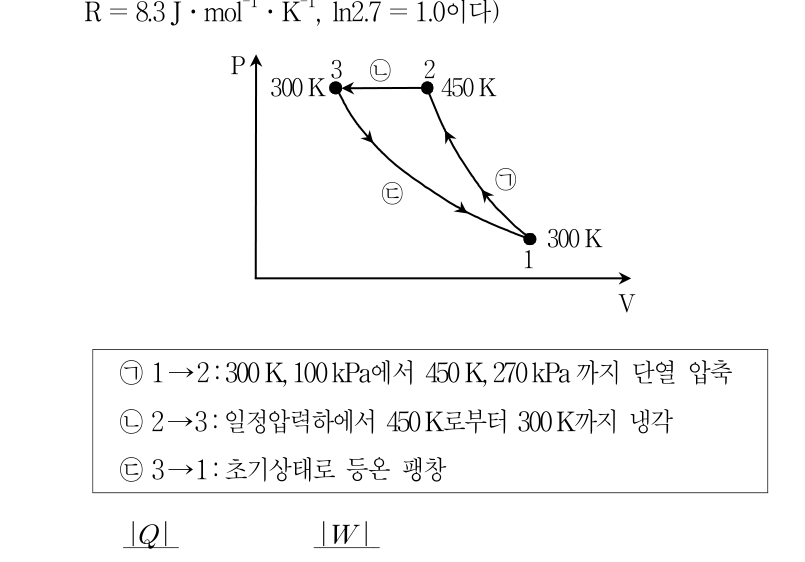 R = 8.3 J · mol⁻¹ · K⁻¹, ln2.7 = 1.0이다)
P
3 ㉡ 2
300 K 450 K
㉠
㉢
300 K
1
V
㉠ 1→2 : 300 K, 100 kPa에서 450 K, 270 kPa 까지 단열 압축
㉡ 2→3 : 일정압력하에서 450 K로부터 300 K까지 냉각
㉢ 3→1 : 초기상태로 등온 팽창
|Q| |W|